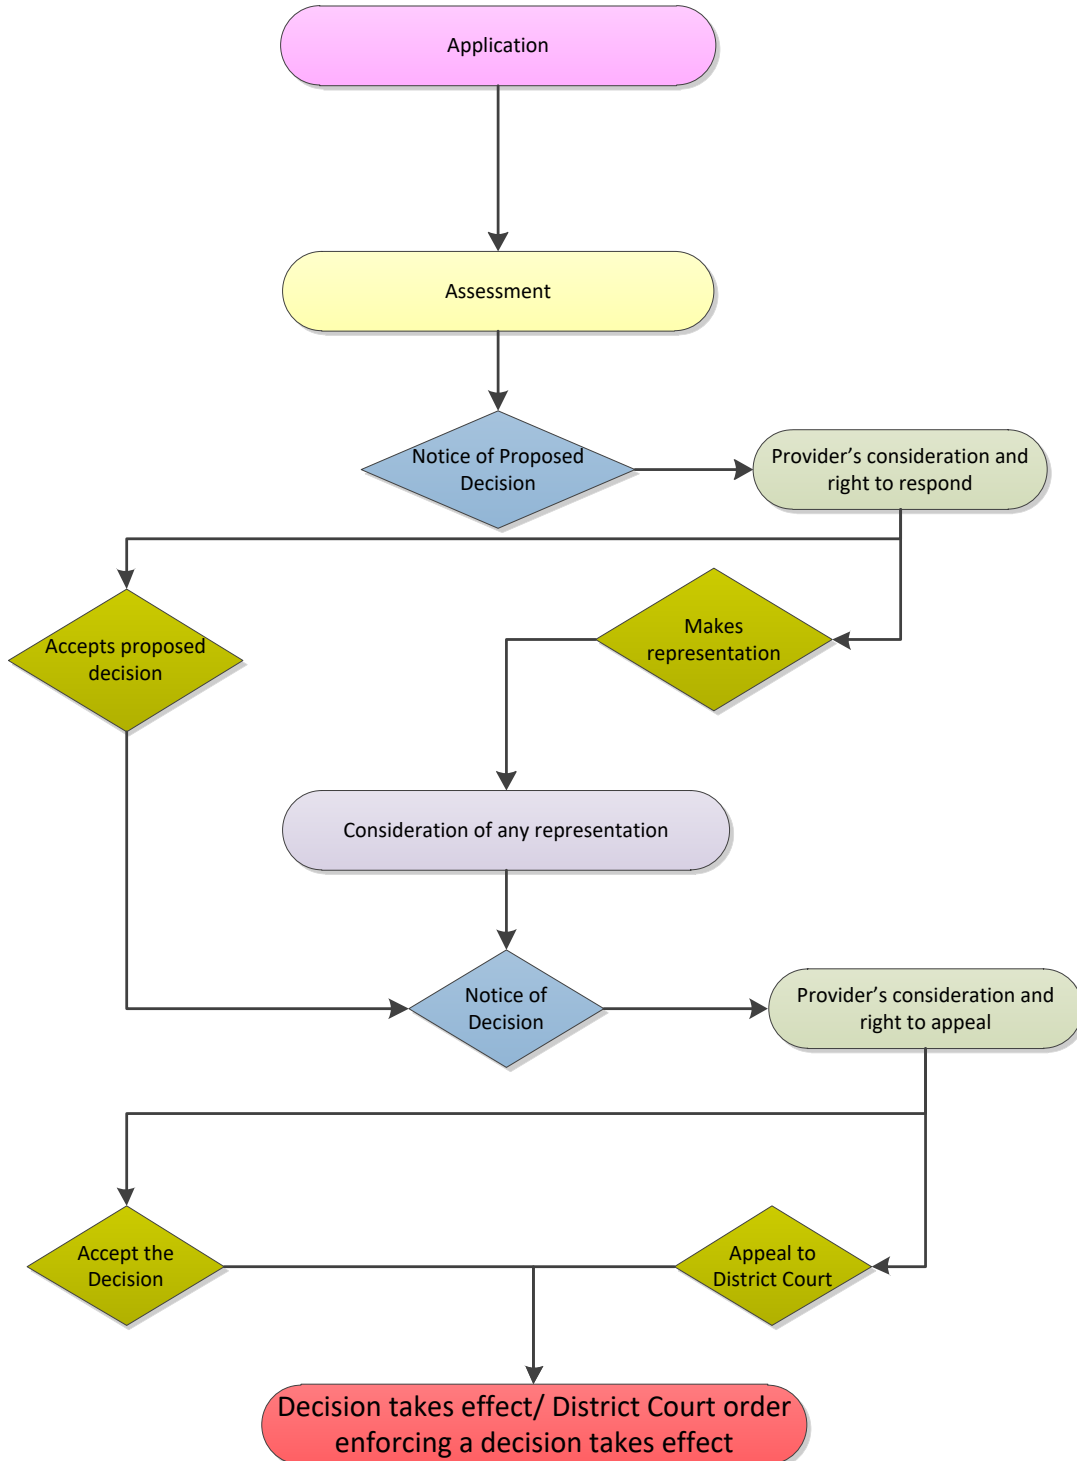 Application
Assessment
Notice of Proposed
Decision
Provider’s consideration and
right to respond
Accepts proposed
decision
Makes
representation
Consideration of any representation
Notice of
Decision
Provider’s consideration and
right to appeal
Accept the
Decision
Appeal to
District Court
Decision takes effect/ District Court order
enforcing a decision takes effect